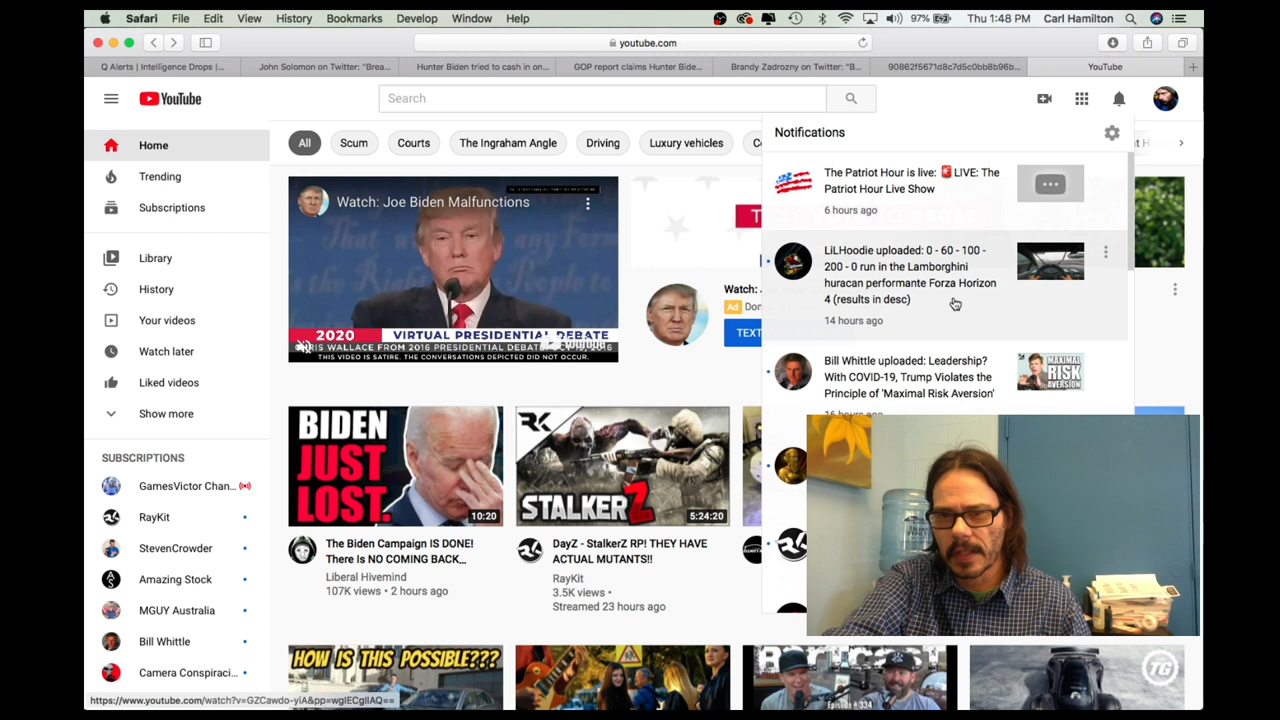 Safari File Edit View History Bookmarks Develop Window Help 97% Thu 1:48 PM Carl Hamilton
youtube.com
Q Alerts | Intelligence Drops |...
John Solomon on Twitter: "Brea...
Hunter Biden tried to cash in on...
GOP report claims Hunter Bide...
Brandy Zadrozny on Twitter: "B...
90862f5671d8c7d5c0bb8b96b...
YouTube
YouTube
Search
Home
Trending
Subscriptions
Library
History
Your videos
Watch later
Liked videos
Show more
SUBSCRIPTIONS
GamesVictor Chan...
RayKit
StevenCrowder
Amazing Stock
MGUY Australia
Bill Whittle
Camera Conspiraci...
All Scum Courts The Ingraham Angle Driving Luxury vehicles
Watch: Joe Biden Malfunctions
2020 VIRTUAL PRESIDENTIAL DEBATE
THIS VIDEO IS SATIRE. THE CONVERSATIONS DEPICTED DID NOT OCCUR.
Watch:
Ad
TEXT
BIDEN
JUST
LOST.
10:20
The Biden Campaign IS DONE!
There Is NO COMING BACK...
Liberal Hivemind
107K views • 2 hours ago
RK
STALKERZ
5:24:20
DayZ - StalkerZ RP! THEY HAVE
ACTUAL MUTANTS!!
RayKit
3.5K views •
Streamed 23 hours ago
HOW IS THIS POSSIBLE???
Episode # 334
TG
Notifications
The Patriot Hour is live: 🚨LIVE: The
Patriot Hour Live Show
6 hours ago
LiLHoodie uploaded: 0 - 60 - 100 -
200 - 0 run in the Lamborghini
huracan performante Forza Horizon
4 (results in desc)
14 hours ago
Bill Whittle uploaded: Leadership?
With COVID-19, Trump Violates the
Principle of 'Maximal Risk Aversion'
16 hours ago
MAXIMAL
RISK
AVERSION
https://www.youtube.com/watch?v=GZCawdo-yiA&pp=wgIECgIIAQ==